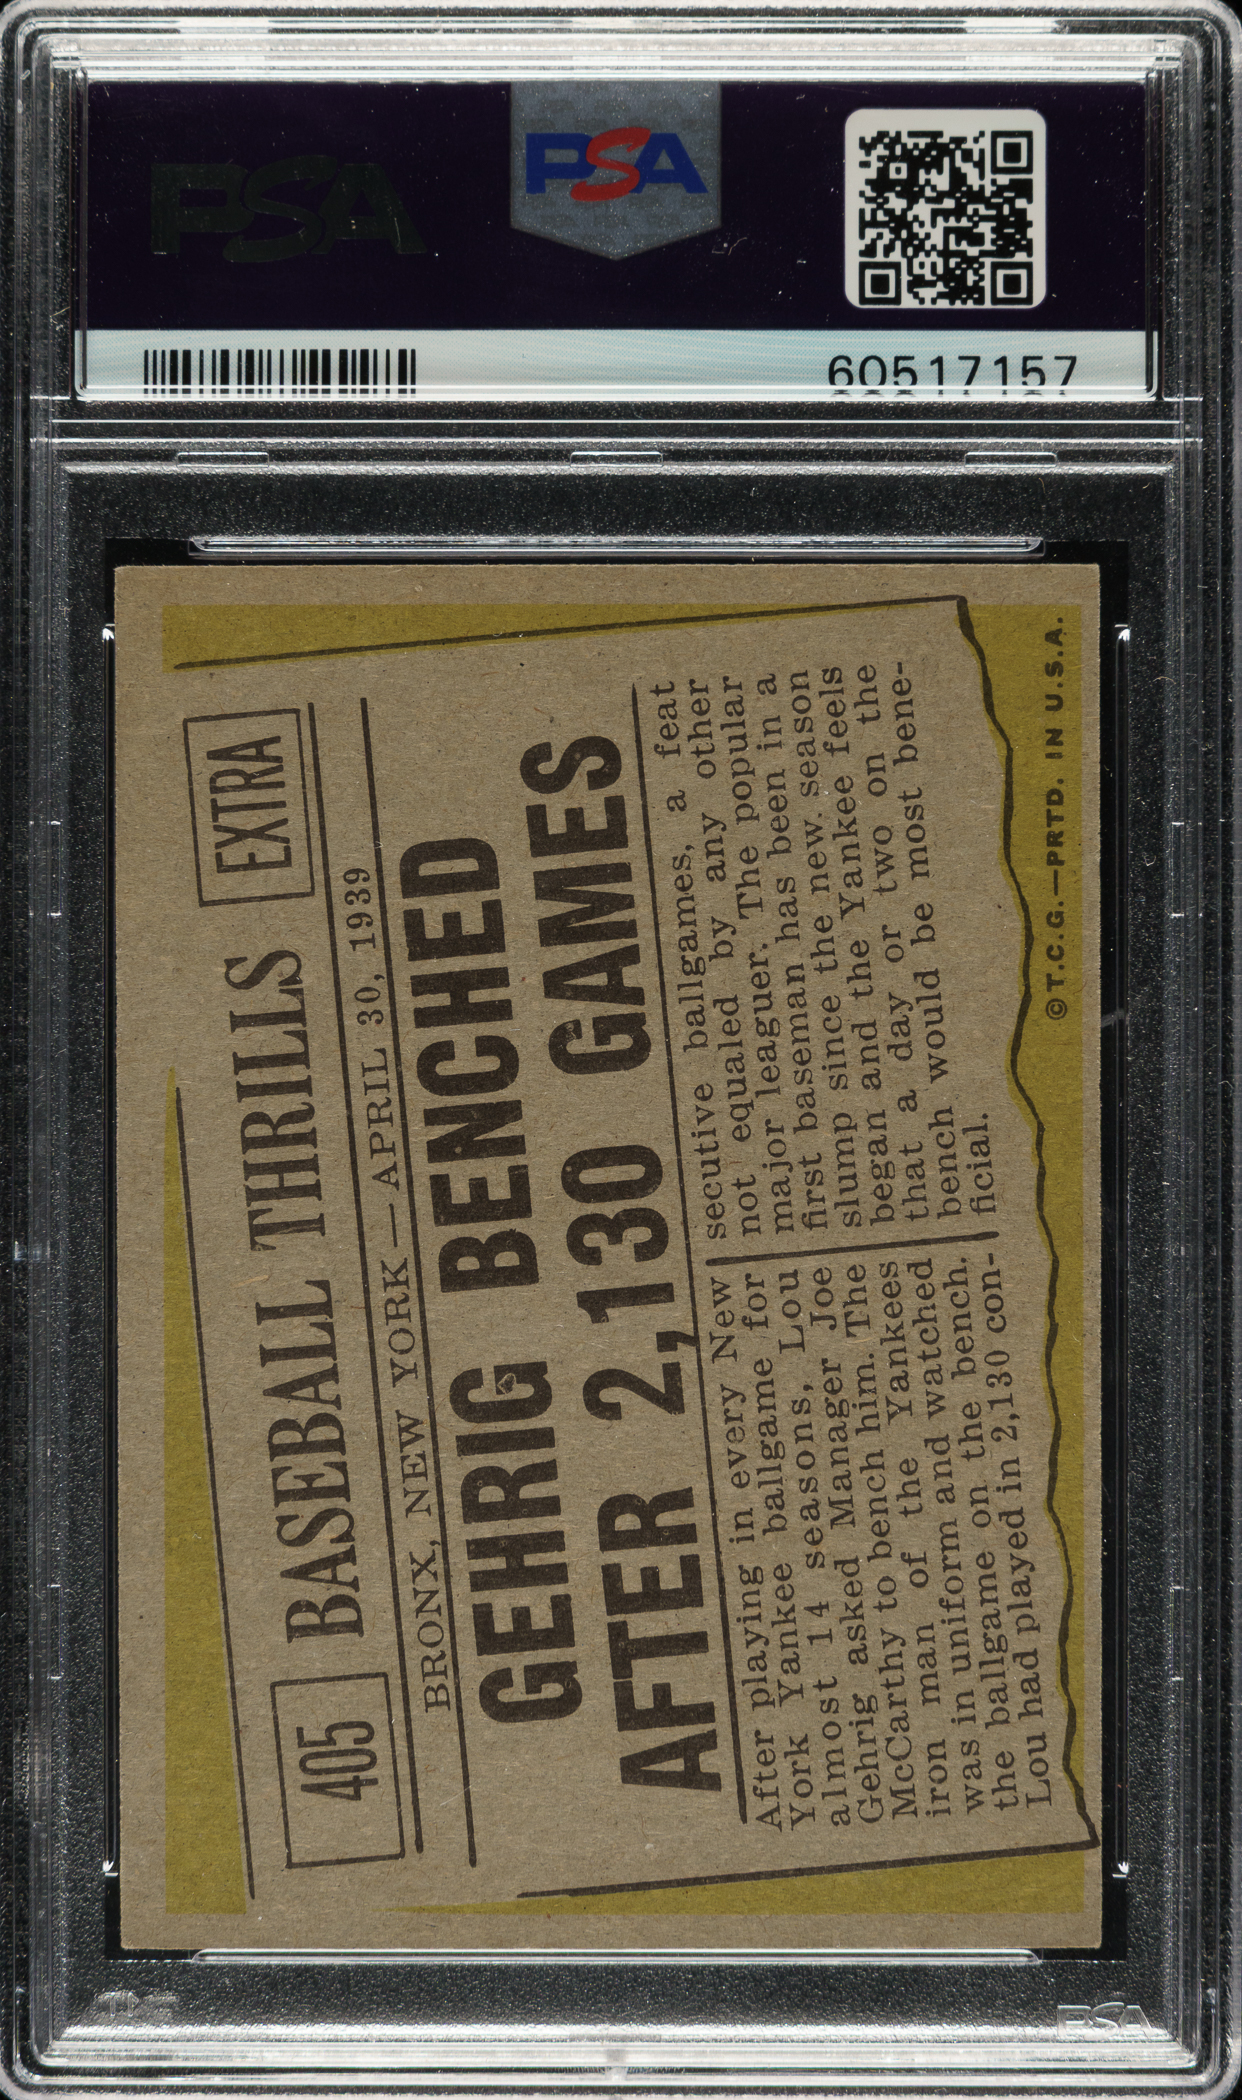 PSA
PSA
60517157
405
BASEBALL THRILLS
EXTRA
BRONX, NEW YORK—APRIL 30, 1939
GEHRIG BENCHED
AFTER 2,130 GAMES
After playing in every New
York Yankee ballgame for
almost 14 seasons, Lou
Gehrig asked Manager Joe
McCarthy to bench him. The
iron man of the Yankees
was in uniform and watched
the ballgame on the bench.
Lou had played in 2,130 con-
secutive ballgames, a feat
not equaled by any other
major leaguer. The popular
first baseman has been in a
slump since the new season
began and the Yankee feels
that a day or two on the
bench would be most bene-
ficial.
© T.C.G.—PRTD. IN U.S.A.
PSA